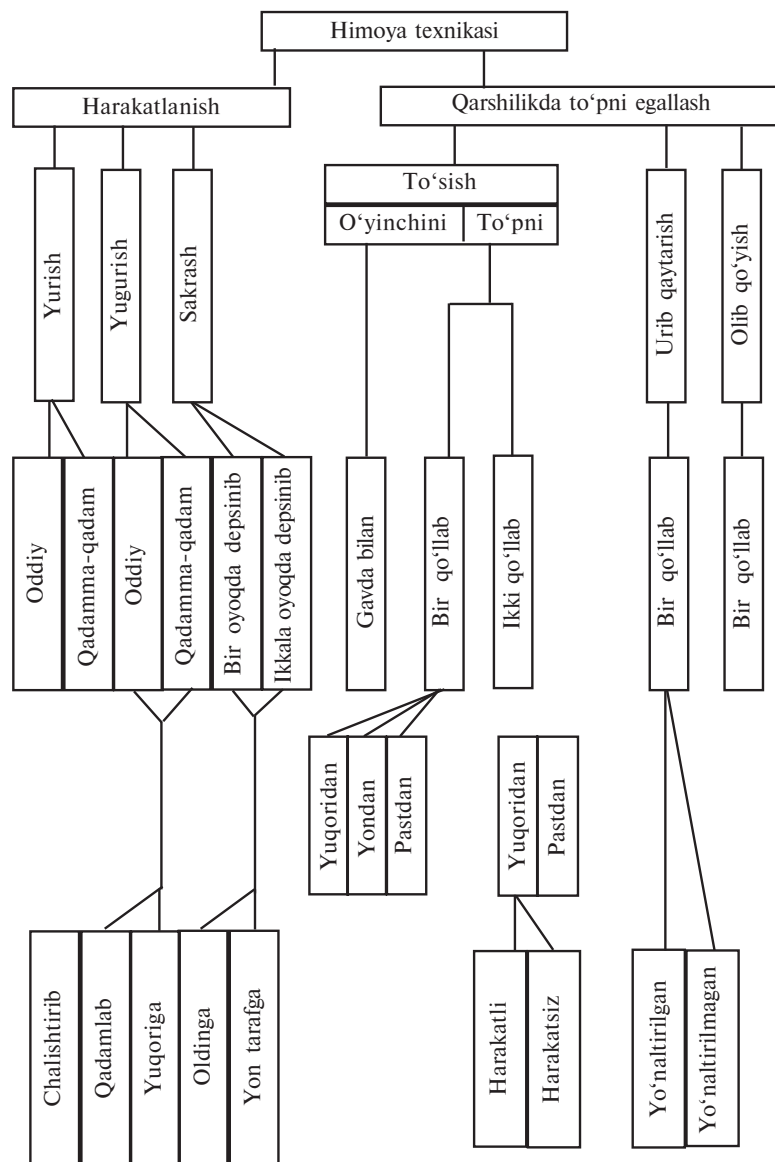 Himoya texnikasi
Harakatlanish
Qarshilikda to‘pni egallash
To‘sish
O‘yinchini
To‘pni
Yurish
Yugurish
Sakrash
Urib qaytarish
Olib qo‘yish
Oddiy
Qadamma-qadam
Oddiy
Qadamma-qadam
Bir oyoqda depsinib
Ikkala oyoqda depsinib
Gavda bilan
Bir qo‘llab
Ikki qo‘llab
Bir qo‘llab
Bir qo‘llab
Yuqoridan
Yondan
Pastdan
Yuqoridan
Pastdan
Chalishtirib
Qadamlab
Yuqoriga
Oldinga
Yon tarafga
Harakatli
Harakatsiz
Yo‘naltirilgan
Yo‘naltirilmagan